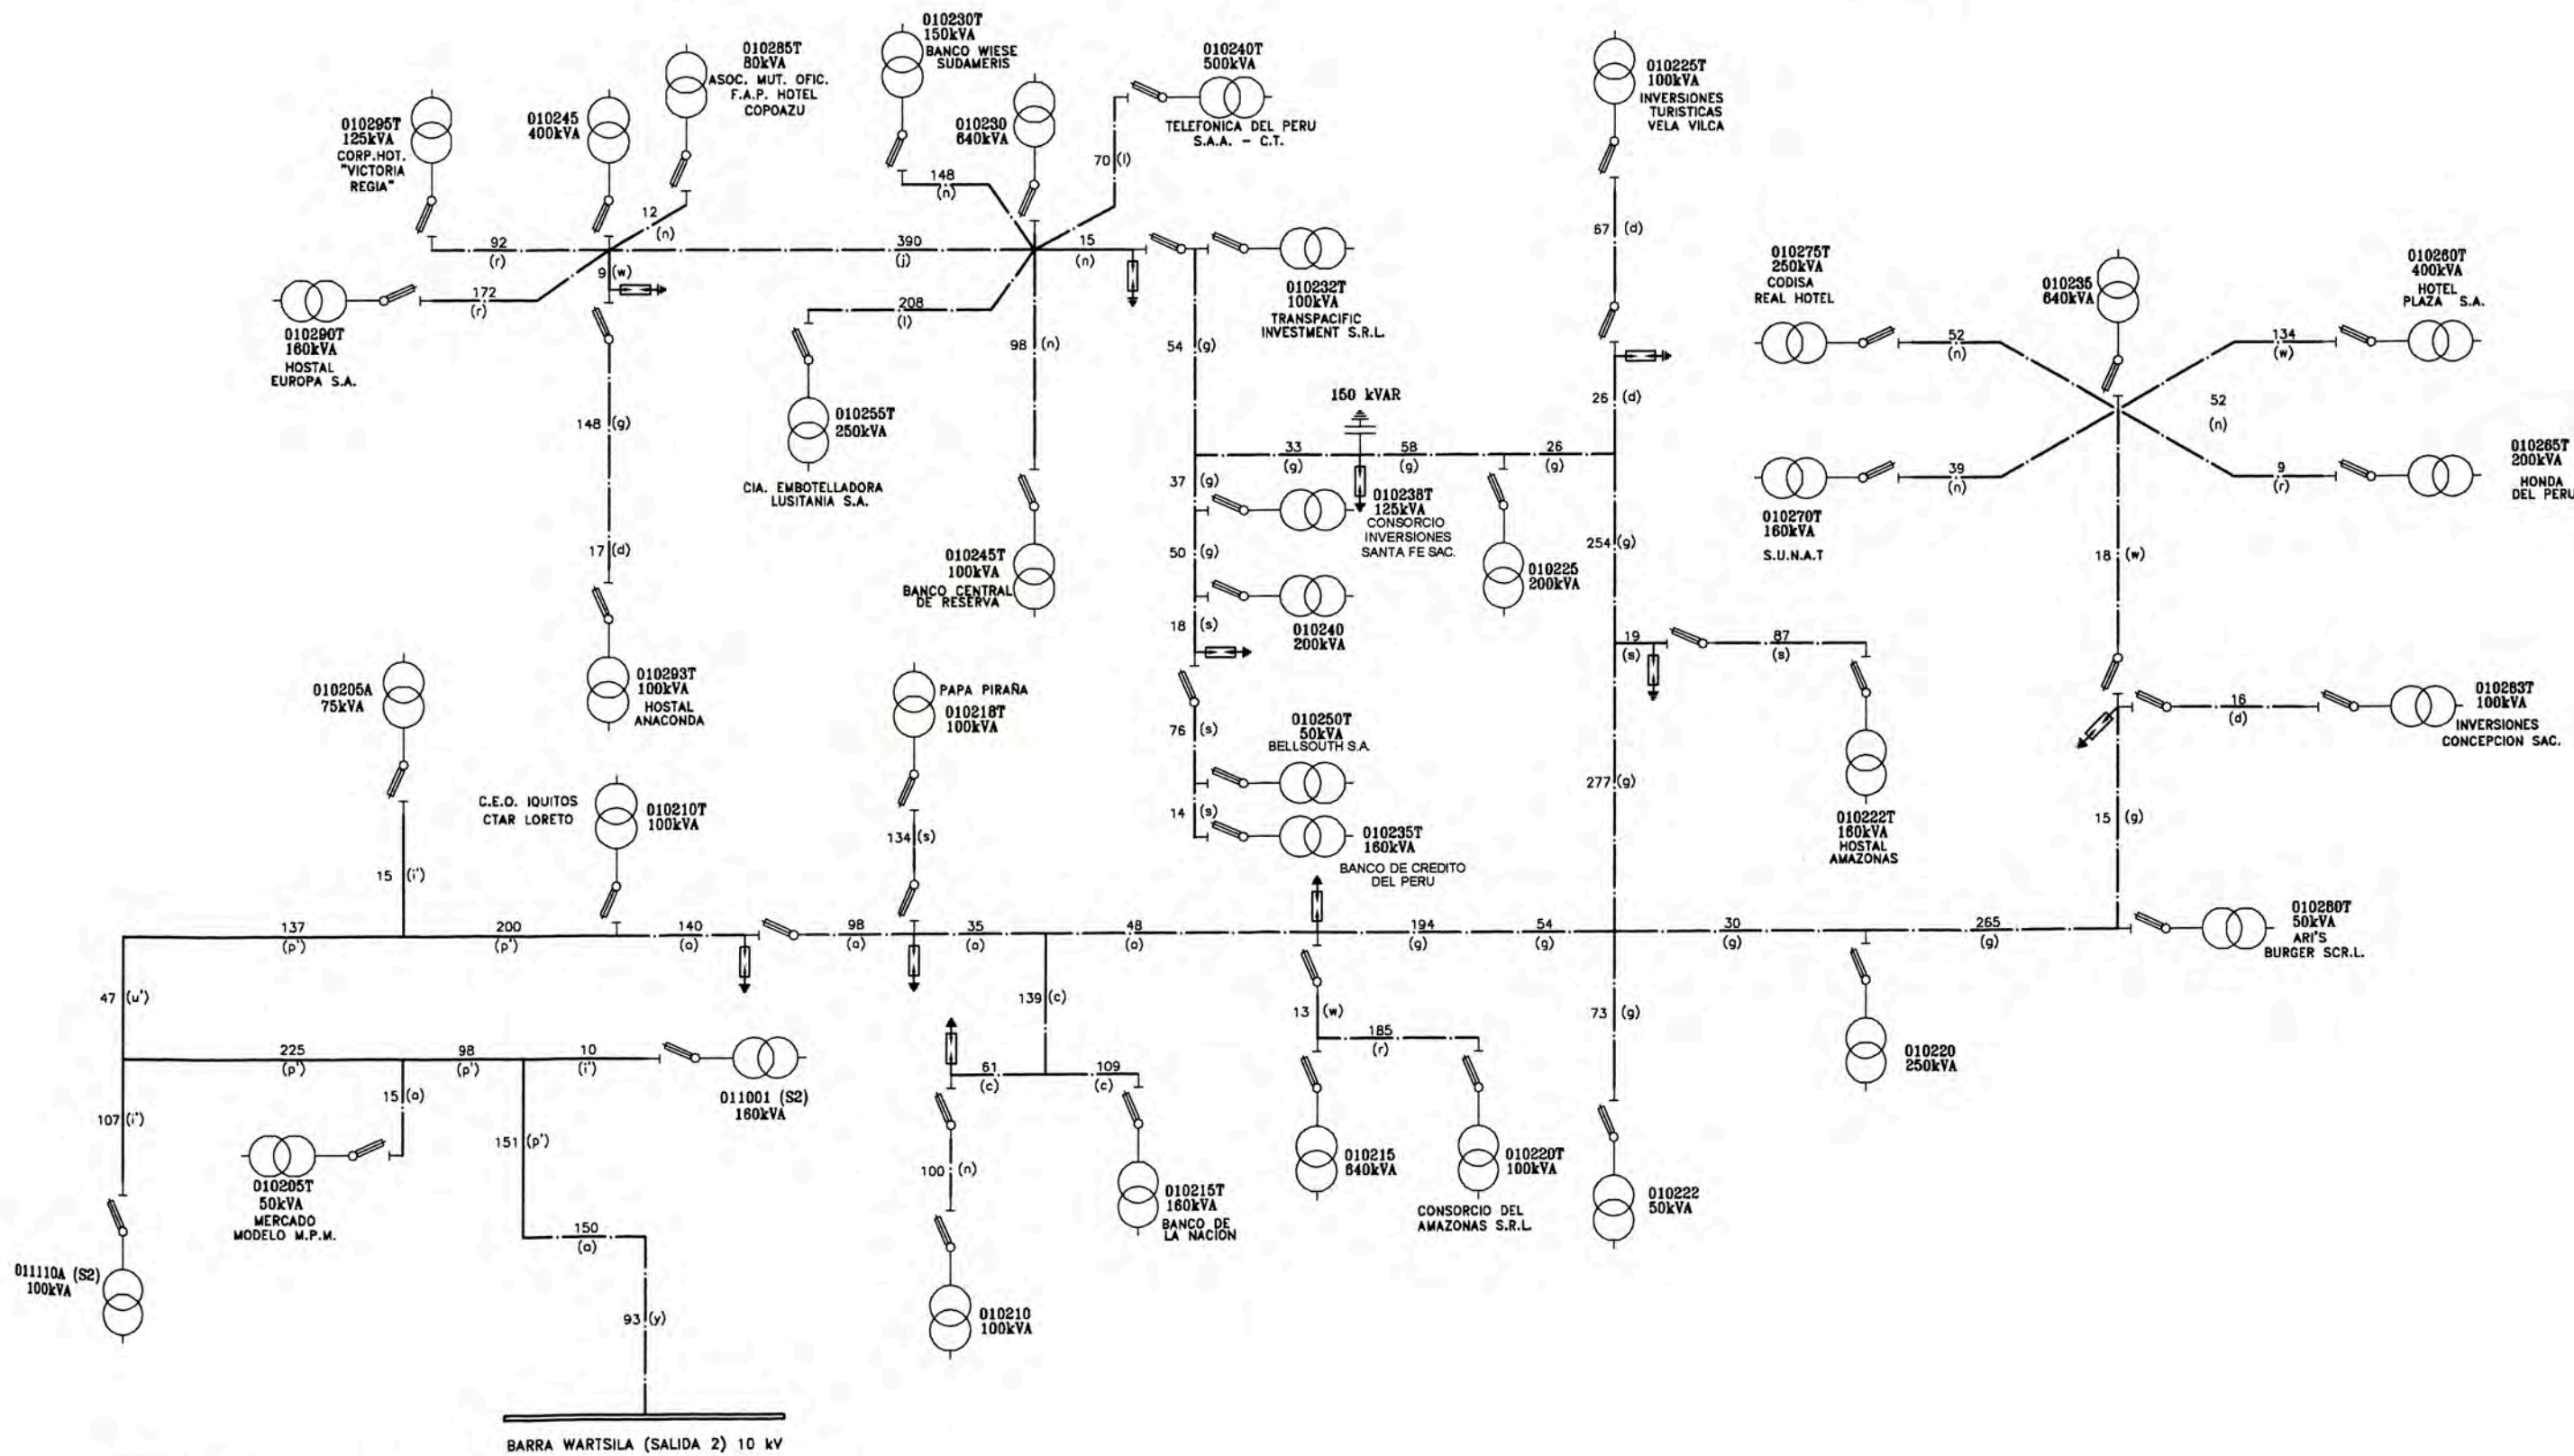 010230T
150kVA
BANCO WIESE
SUDAMERIS
010285T
80kVA
ASOC. MUT. OFIC.
F.A.P. HOTEL
COPOAZU
010240T
500kVA
TELEFONICA DEL PERU
S.A.A. - C.T.
010225T
100kVA
INVERSIONES
TURISTICAS
VELA VILCA
010295T
125kVA
CORP.HOT.
"VICTORIA
REGIA"
010245
400kVA
010230
640kVA
70 (l)
148
(n)
12
(n)
92
(r)
390
(j)
15
(n)
67 (d)
9 (w)
172
(r)
010290T
160kVA
HOSTAL
EUROPA S.A.
208
(l)
98 (n)
54 (g)
010232T
100kVA
TRANSPACIFIC
INVESTMENT S.R.L.
010275T
250kVA
CODISA
REAL HOTEL
010235
640kVA
010260T
400kVA
HOTEL
PLAZA S.A.
52
(n)
134
(w)
52
(n)
39
(n)
9
(r)
010265T
200kVA
HONDA
DEL PERU
010270T
160kVA
S.U.N.A.T
148 (g)
010255T
250kVA
CIA. EMBOTELLADORA
LUSITANIA S.A.
150 kVAR
26 (d)
33
(g)
58
(g)
26
(g)
37 (g)
010238T
125kVA
CONSORCIO
INVERSIONES
SANTA FE SAC.
17 (d)
010245T
100kVA
BANCO CENTRAL
DE RESERVA
50 (g)
010225
200kVA
254 (g)
18 (w)
18 (s)
010240
200kVA
19
(s)
87
(s)
010205A
75kVA
010293T
100kVA
HOSTAL
ANACONDA
PAPA PIRAÑA
010218T
100kVA
76 (s)
010250T
50kVA
BELLSOUTH S.A.
16
(d)
010283T
100kVA
INVERSIONES
CONCEPCION SAC.
277 (g)
14 (s)
010235T
160kVA
BANCO DE CREDITO
DEL PERU
010222T
160kVA
HOSTAL
AMAZONAS
15 (g)
C.E.O. IQUITOS
CTAR LORETO
010210T
100kVA
134 (s)
15 (i')
137
(p')
200
(p')
140
(a)
98
(a)
35
(a)
48
(a)
194
(g)
54
(g)
30
(g)
265
(g)
010280T
50kVA
ARI'S
BURGER SCR.L.
47 (u')
139 (c)
13 (w)
185
(r)
73 (g)
010220
250kVA
225
(p')
98
(p')
10
(i')
011001 (S2)
160kVA
61
(c)
109
(c)
107 (i')
15 (a)
151 (p')
100 (n)
010205T
50kVA
MERCADO
MODELO M.P.M.
010215T
160kVA
BANCO DE
LA NACION
010215
640kVA
010220T
100kVA
CONSORCIO DEL
AMAZONAS S.R.L.
010222
50kVA
150
(a)
011110A (S2)
100kVA
93 (y)
010210
100kVA
BARRA WARTSILA (SALIDA 2) 10 kV